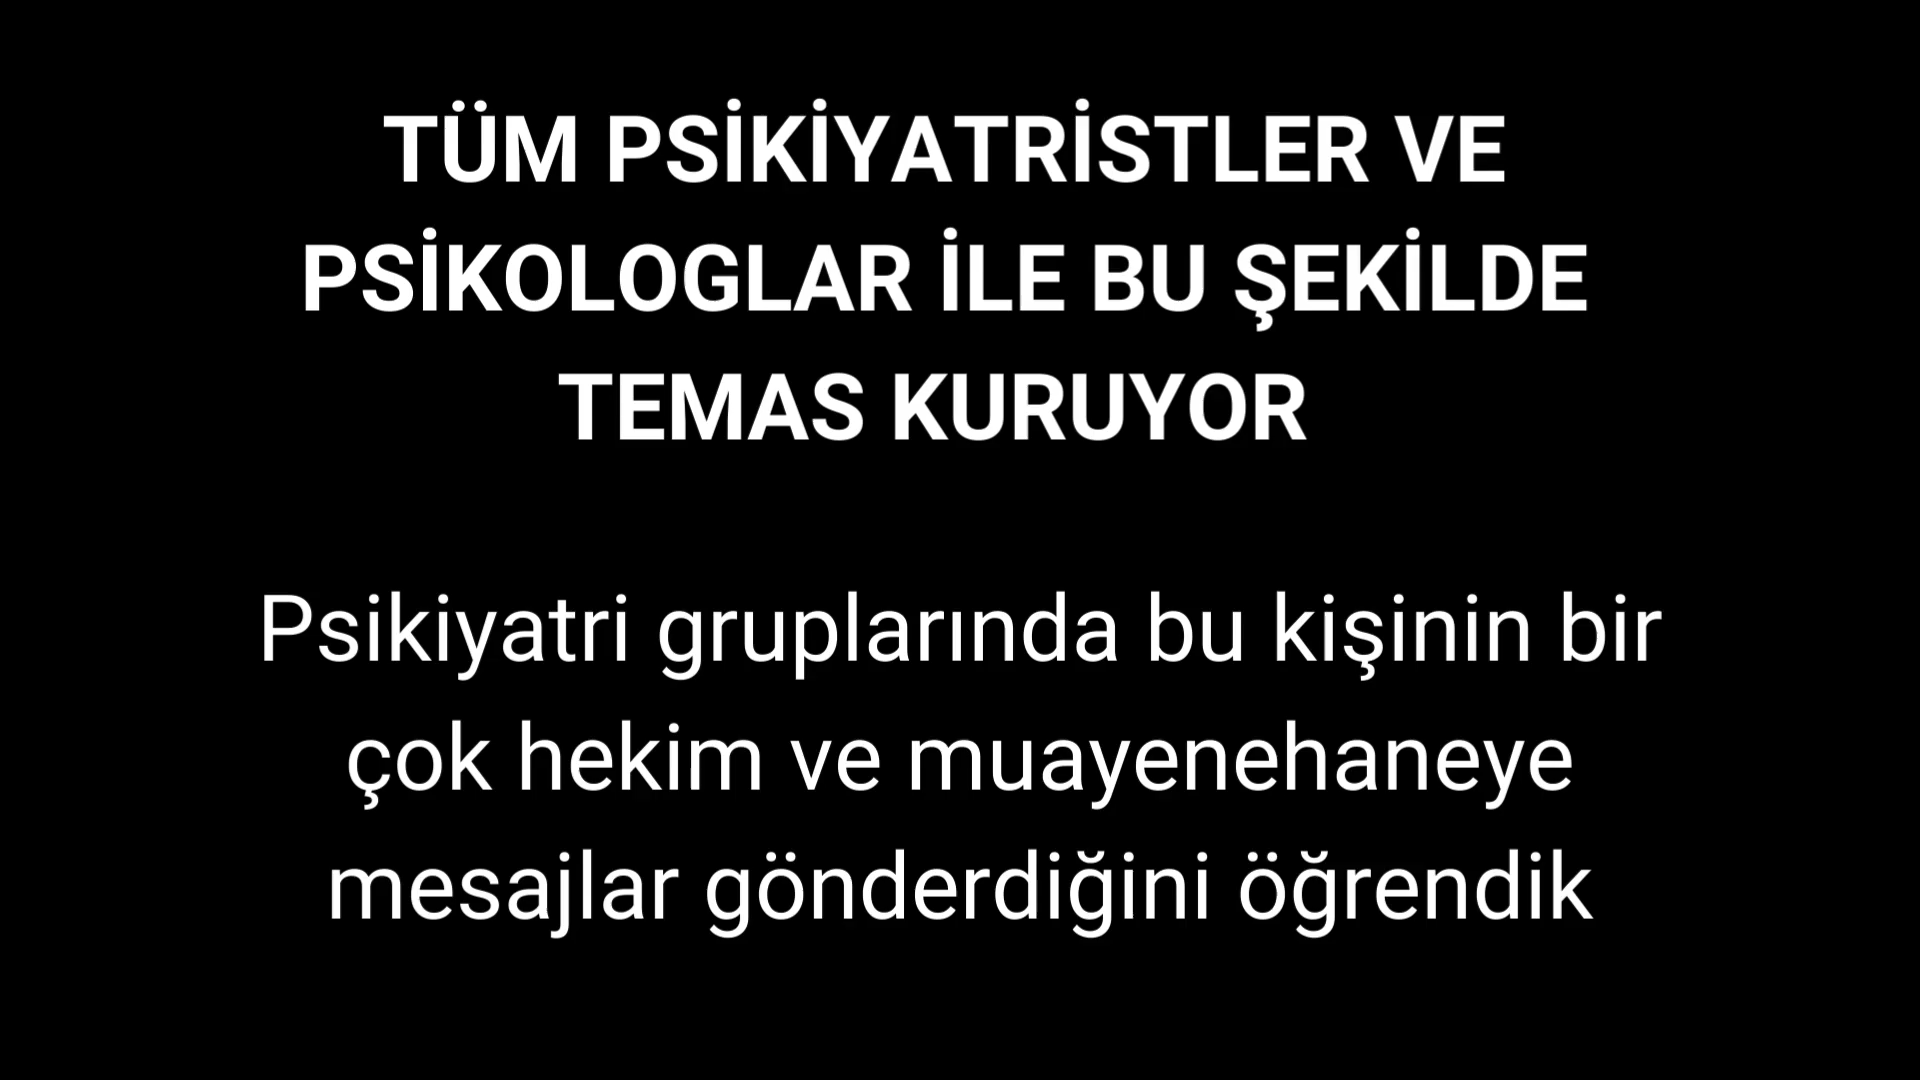 TÜM PSİKİYATRİSTLER VE
PSİKOLOGLAR İLE BU ŞEKİLDE
TEMAS KURUYOR
Psikiyatri gruplarında bu kişinin bir
çok hekim ve muayenehaneye
mesajlar gönderdiğini öğrendik